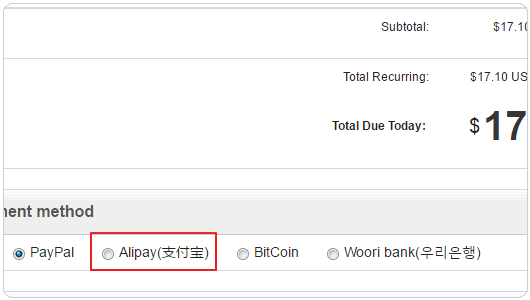 Subtotal: $17.10
Total Recurring: $17.10 US
Total Due Today: $17
ment method
PayPal Alipay(支付宝) BitCoin Woori bank(우리은행)